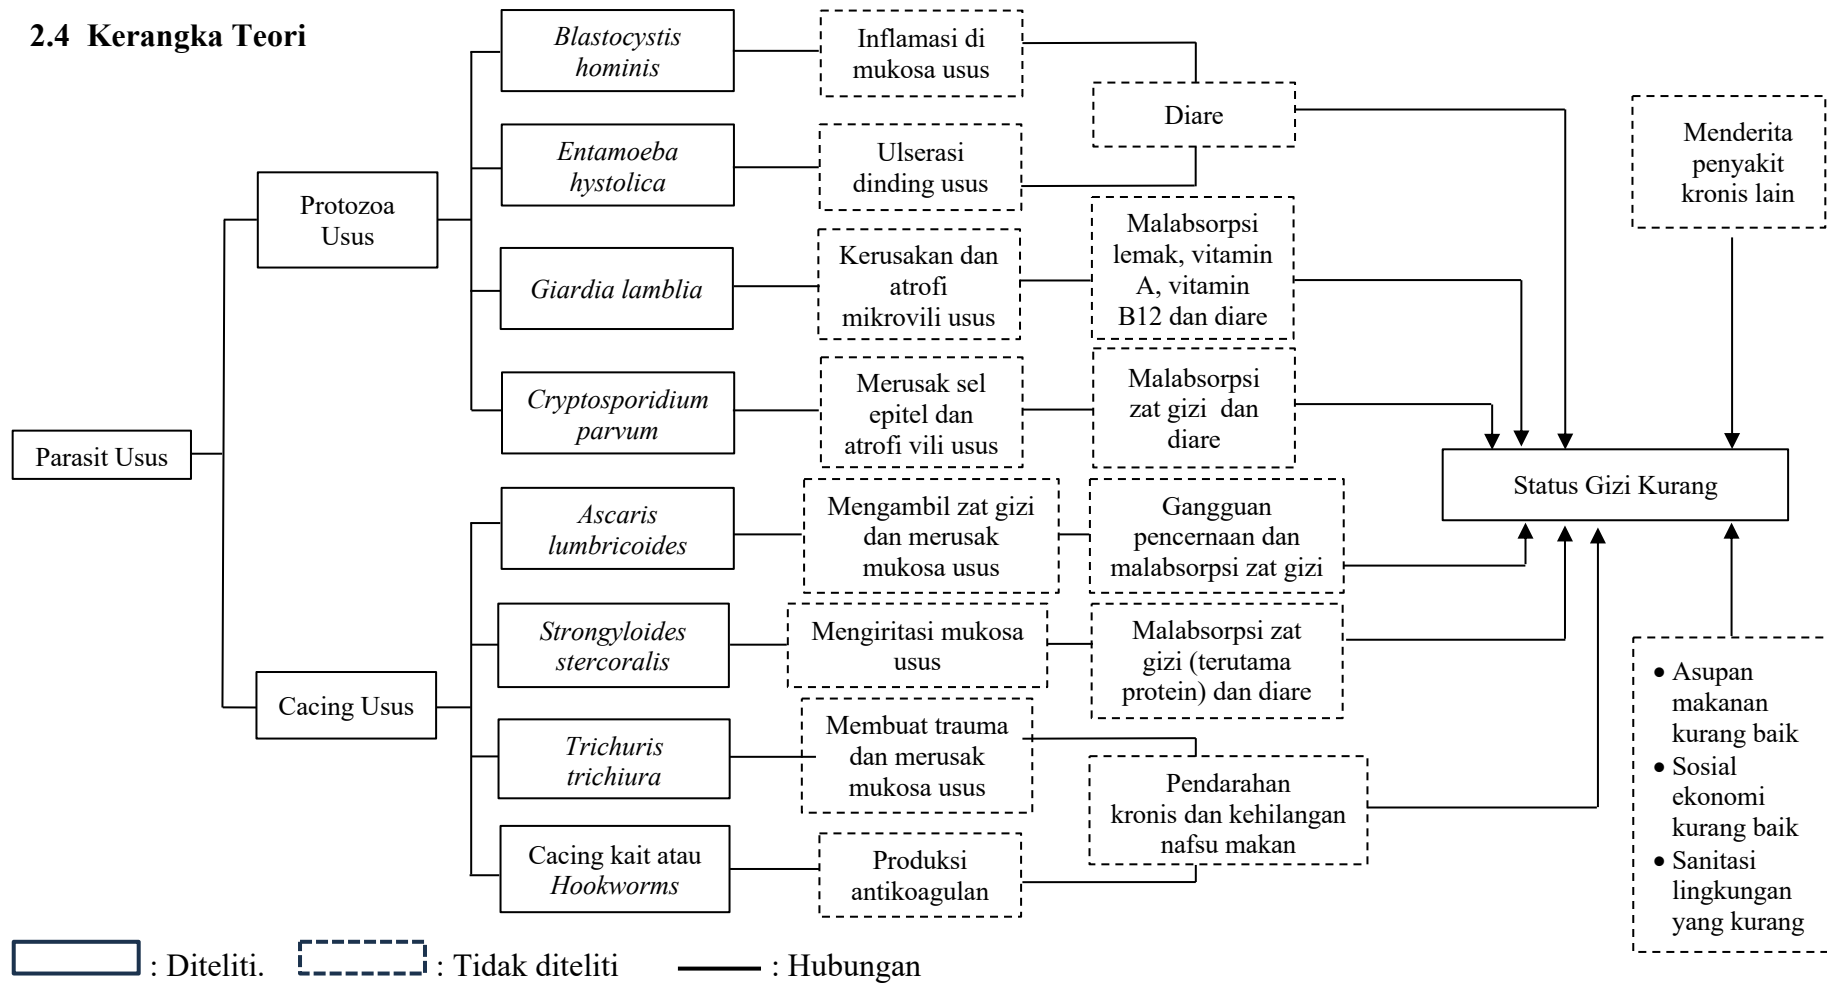 2.4 Kerangka Teori
Parasit Usus
Protozoa
Usus
Cacing Usus
Blastocystis
hominis
Inflamasi di
mukosa usus
Entamoeba
hystolica
Ulserasi
dinding usus
Diare
Giardia lamblia
Kerusakan dan
atrofi
mikrovili usus
Malabsorpsi
lemak, vitamin
A, vitamin
B12 dan diare
Cryptosporidium
parvum
Merusak sel
epitel dan
atrofi vili usus
Malabsorpsi
zat gizi dan
diare
Ascaris
lumbricoides
Mengambil zat gizi
dan merusak
mukosa usus
Gangguan
pencernaan dan
malabsorpsi zat gizi
Strongyloides
stercoralis
Mengiritasi mukosa
usus
Malabsorpsi zat
gizi (terutama
protein) dan diare
Trichuris
trichiura
Membuat trauma
dan merusak
mukosa usus
Cacing kait atau
Hookworms
Produksi
antikoagulan
Pendarahan
kronis dan kehilangan
nafsu makan
Menderita
penyakit
kronis lain
Status Gizi Kurang
• Asupan
makanan
kurang baik
• Sosial
ekonomi
kurang baik
• Sanitasi
lingkungan
yang kurang
: Diteliti.
: Tidak diteliti
: Hubungan